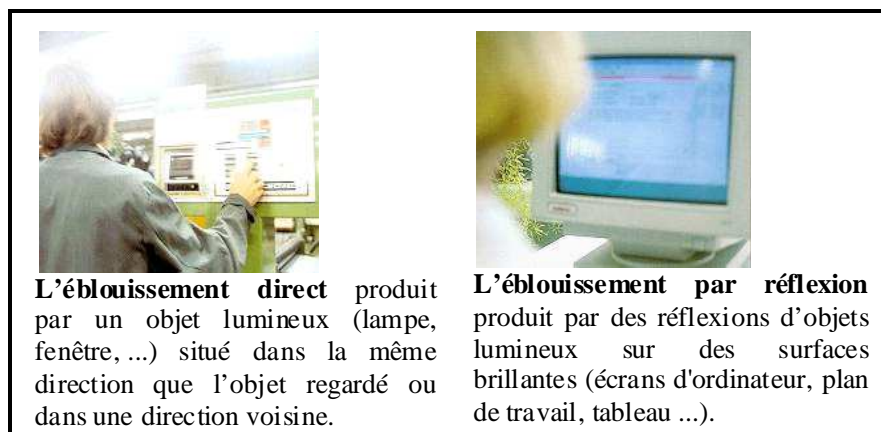 L'éblouissement direct produit
par un objet lumineux (lampe,
fenêtre, ...) situé dans la même
direction que l'objet regardé ou
dans une direction voisine.
L'éblouissement par réflexion
produit par des réflexions d'objets
lumineux sur des surfaces
brillantes (écrans d'ordinateur, plan
de travail, tableau ...).